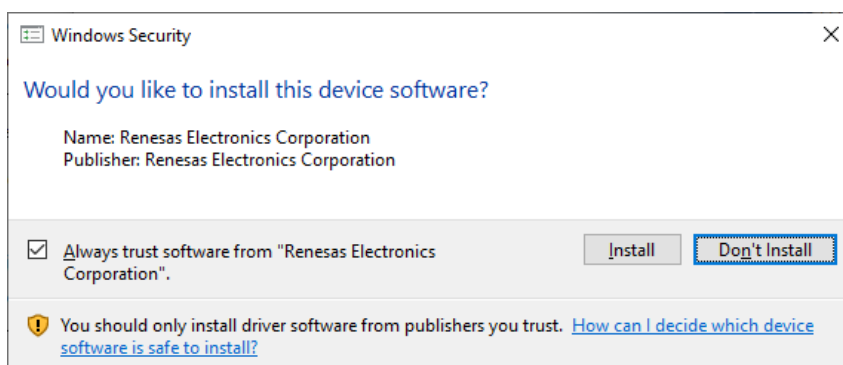 Windows Security
Would you like to install this device software?
Name: Renesas Electronics Corporation
Publisher: Renesas Electronics Corporation
Always trust software from "Renesas Electronics
Corporation".
Install
Don't Install
You should only install driver software from publishers you trust. How can I decide which device
software is safe to install?